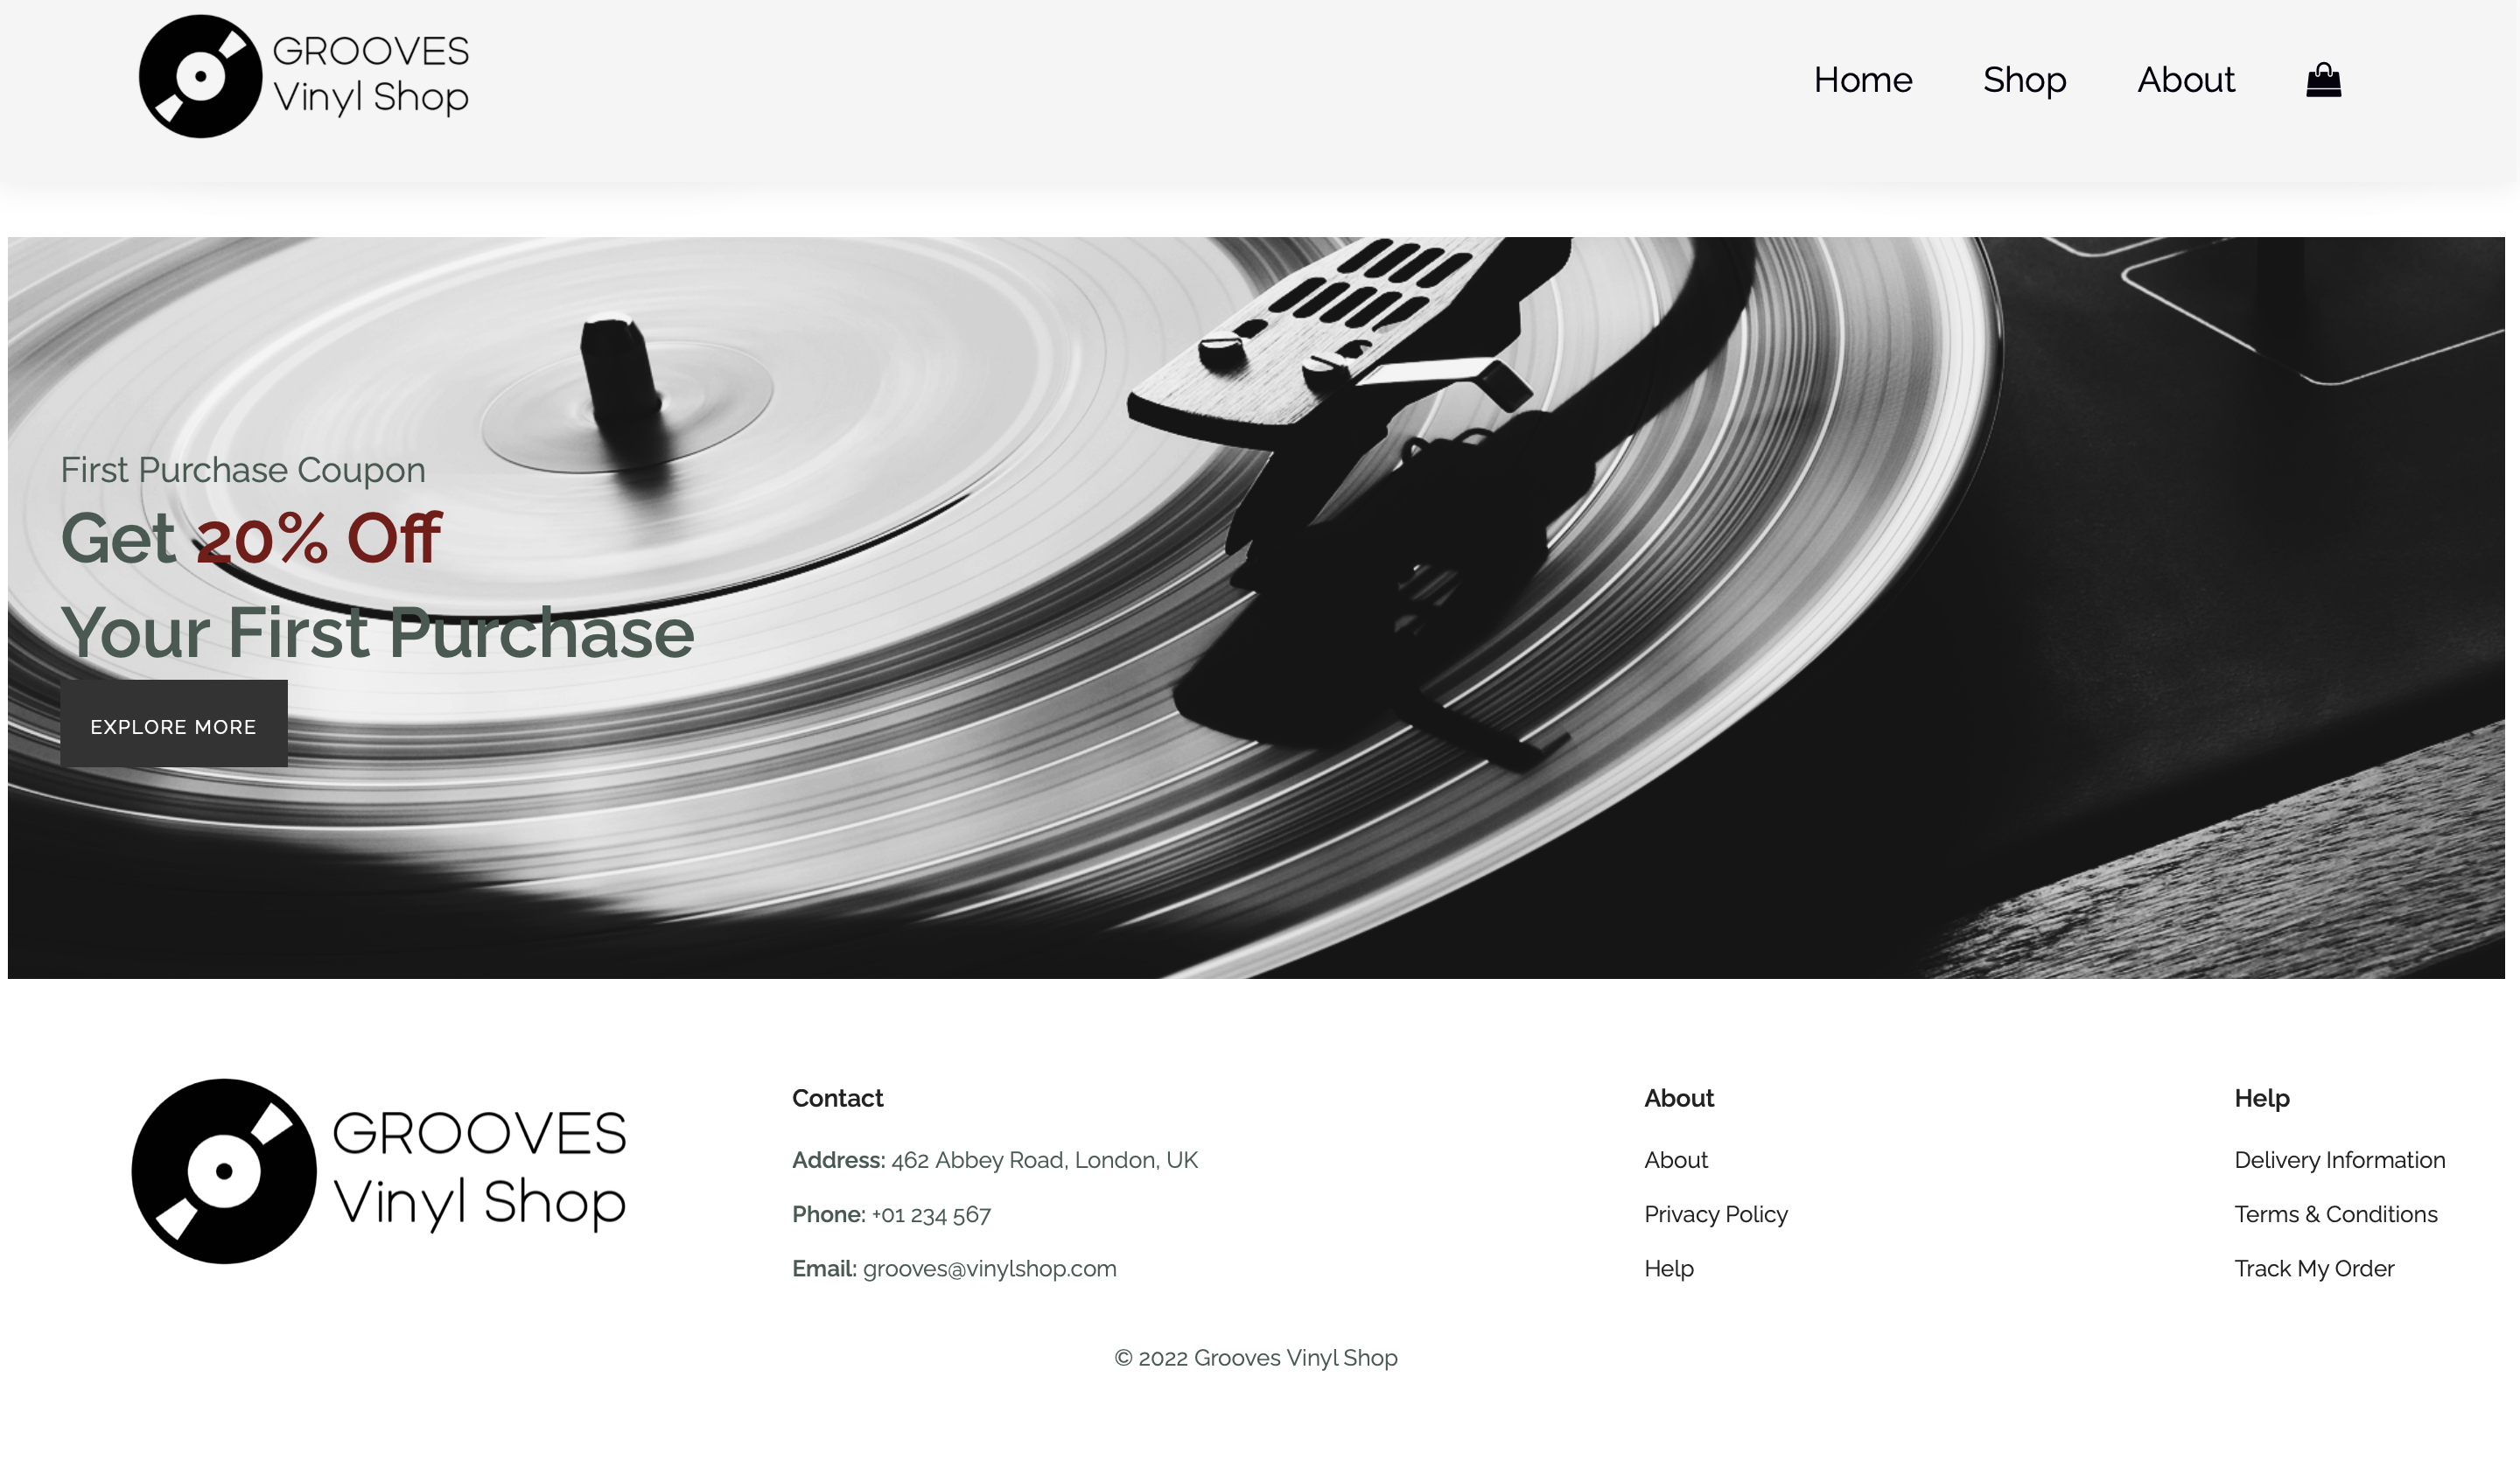 GROOVES
Vinyl Shop
Home Shop About
First Purchase Coupon
Get 20% Off
Your First Purchase
EXPLORE MORE
GROOVES
Vinyl Shop
Contact
Address: 462 Abbey Road, London, UK
Phone: +01 234 567
Email: grooves@vinylshop.com
About
About
Privacy Policy
Help
Help
Delivery Information
Terms & Conditions
Track My Order
© 2022 Grooves Vinyl Shop